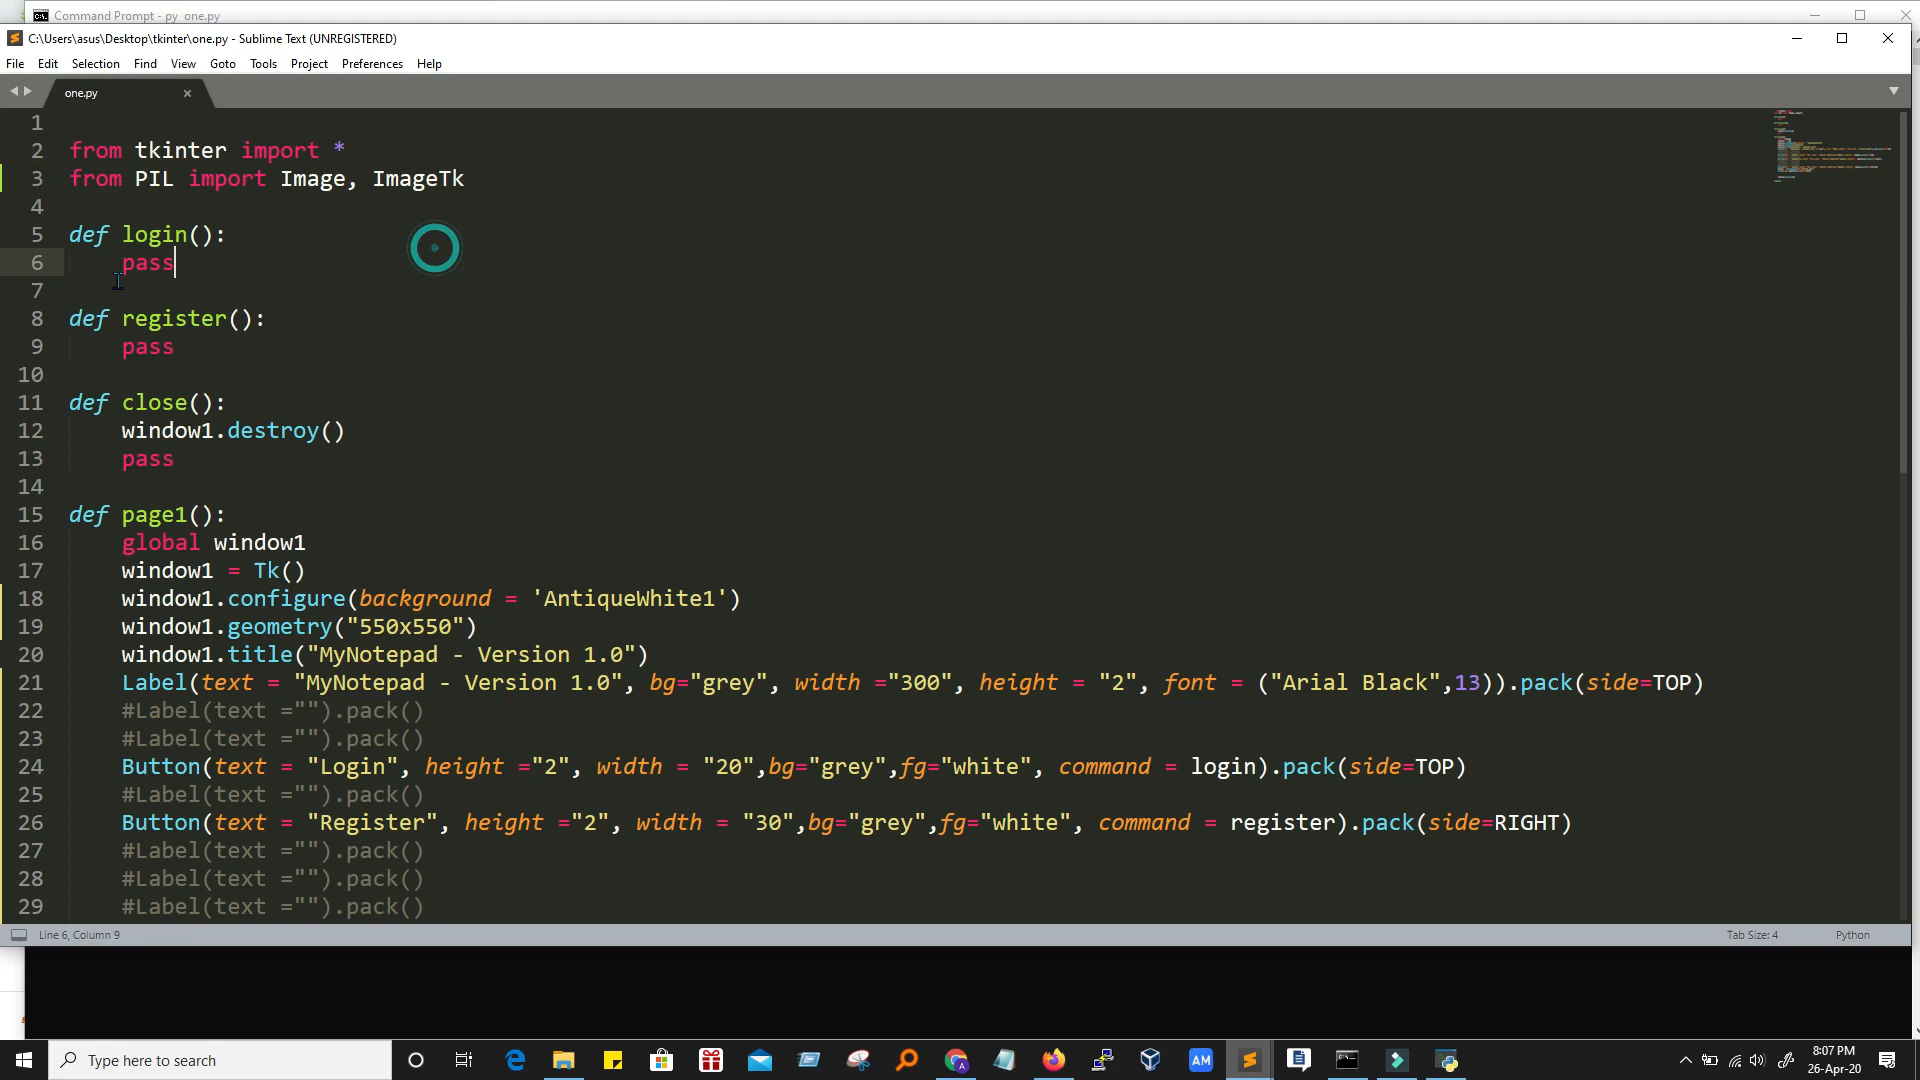 Command Prompt - py one.py
C:\Users\asus\Desktop\tkinter\one.py - Sublime Text (UNREGISTERED)
File Edit Selection Find View Goto Tools Project Preferences Help
one.py
1
2 from tkinter import *
3 from PIL import Image, ImageTk
4
5 def login():
6 pass
7
8 def register():
9 pass
10
11 def close():
12 window1.destroy()
13 pass
14
15 def page1():
16 global window1
17 window1 = Tk()
18 window1.configure(background = 'AntiqueWhite1')
19 window1.geometry("550x550")
20 window1.title("MyNotepad - Version 1.0")
21 Label(text = "MyNotepad - Version 1.0", bg="grey", width ="300", height = "2", font = ("Arial Black",13)).pack(side=TOP)
22 #Label(text ="").pack()
23 #Label(text ="").pack()
24 Button(text = "Login", height ="2", width = "20",bg="grey",fg="white", command = login).pack(side=TOP)
25 #Label(text ="").pack()
26 Button(text = "Register", height ="2", width = "30",bg="grey",fg="white", command = register).pack(side=RIGHT)
27 #Label(text ="").pack()
28 #Label(text ="").pack()
29 #Label(text ="").pack()
Line 6, Column 9 Tab Size: 4 Python
Type here to search
AM
8:07 PM
26-Apr-20